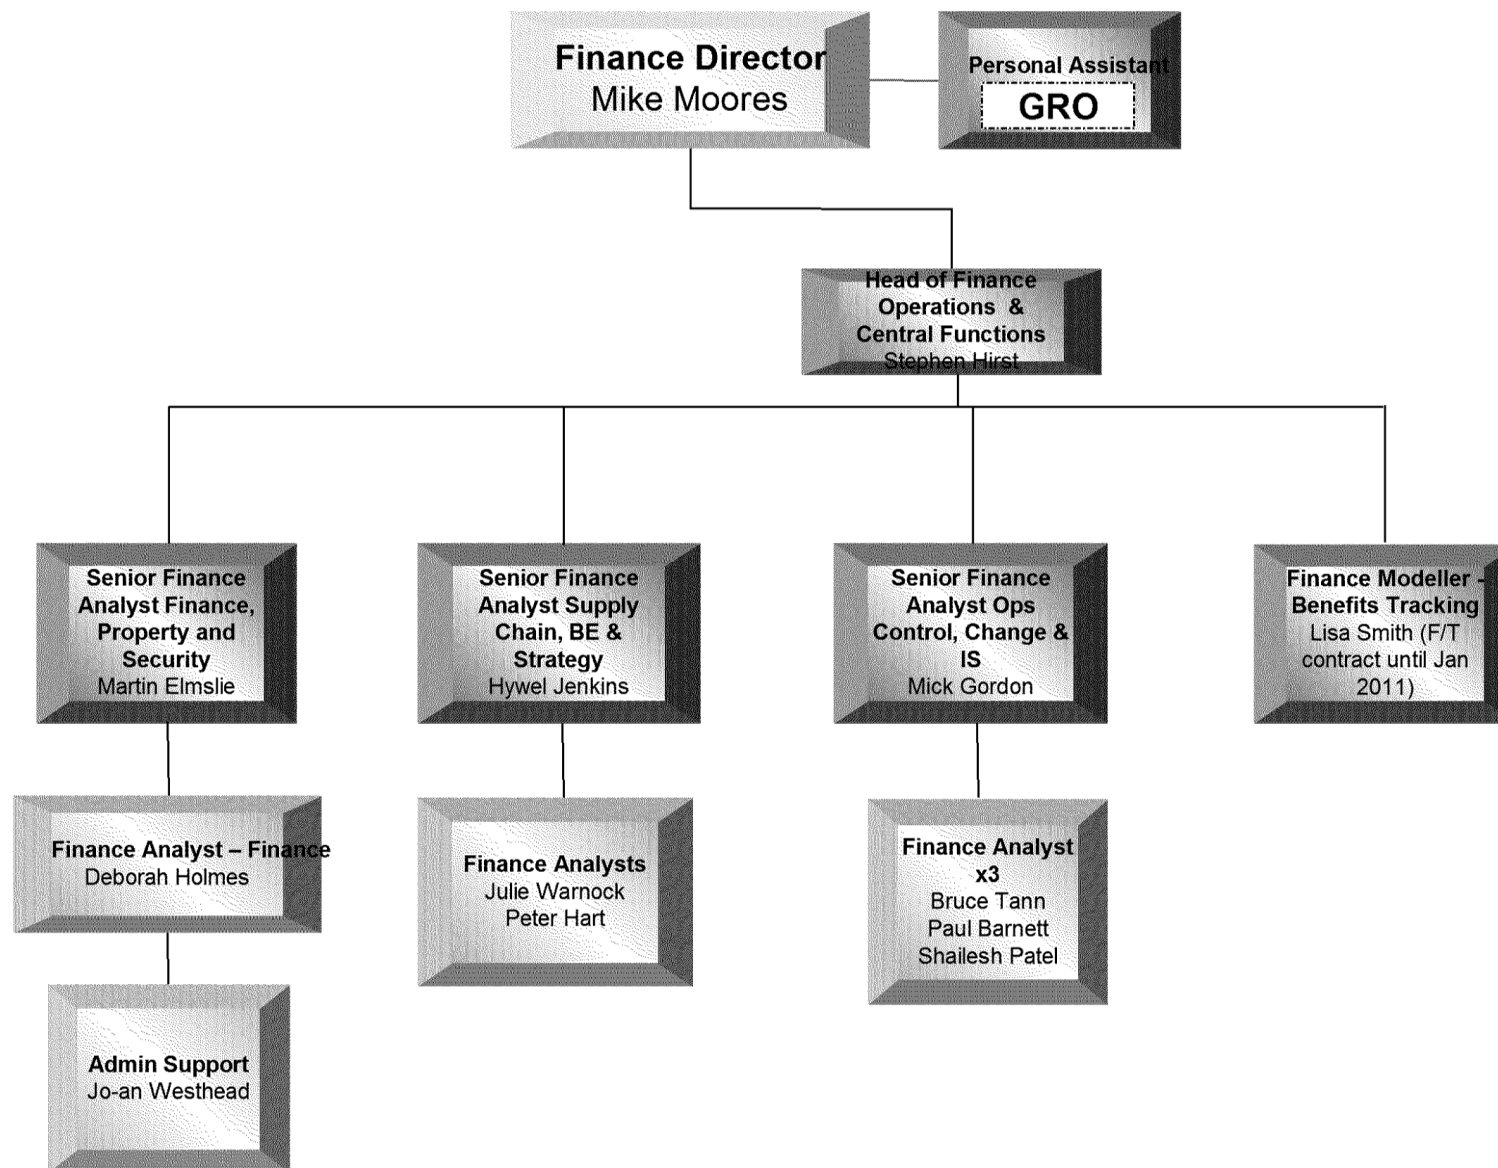 Finance Director
Mike Moores
Personal Assistant
GRO
Head of Finance
Operations &
Central Functions
Stephen Hirst
Senior Finance
Analyst Finance,
Property and
Security
Martin Elmslie
Senior Finance
Analyst Supply
Chain, BE &
Strategy
Hywel Jenkins
Senior Finance
Analyst Ops
Control, Change &
IS
Mick Gordon
Finance Modeller -
Benefits Tracking
Lisa Smith (F/T
contract until Jan
2011)
Finance Analyst – Finance
Deborah Holmes
Finance Analysts
Julie Warnock
Peter Hart
Finance Analyst
x3
Bruce Tann
Paul Barnett
Shailesh Patel
Admin Support
Jo-an Westhead